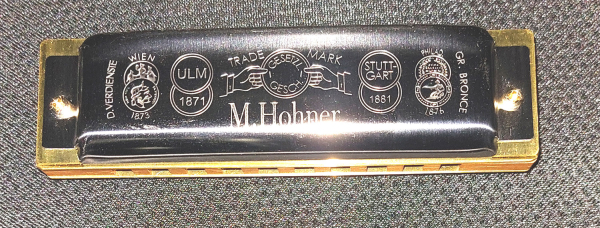 D.VERDIENSTE
WIEN
1873
ULM
1871
TRADE MARK
GESETZL.
GESCH.
STUTT-
GART
1881
PHILAD.
1876
GR. BRONCE
M.Hohner